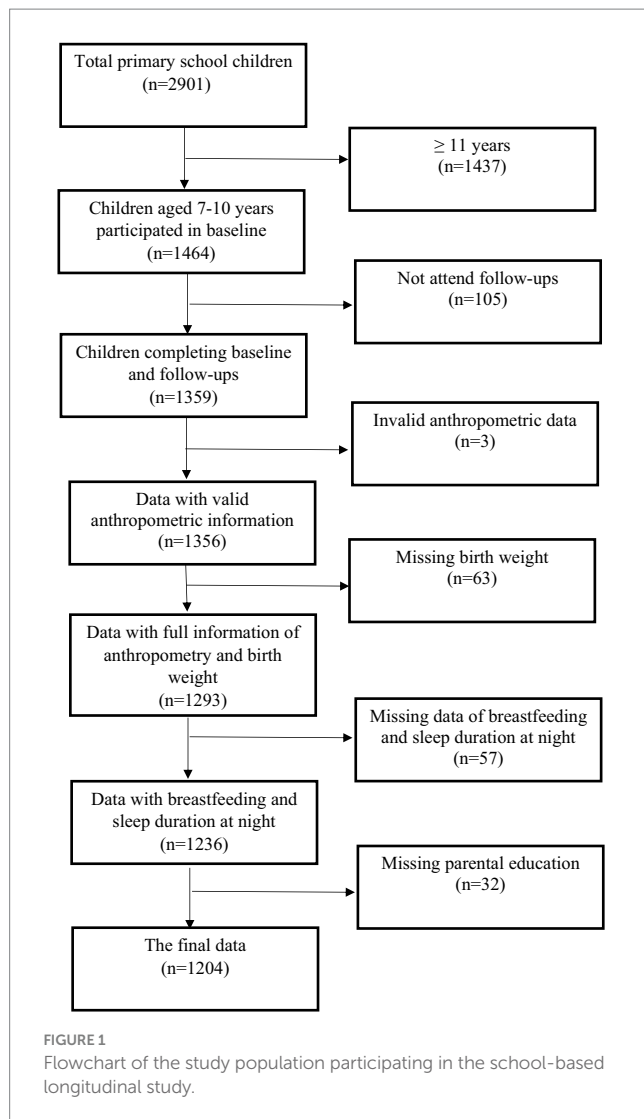 Total primary school children
(n=2901)
≥ 11 years
(n=1437)
Children aged 7-10 years
participated in baseline
(n=1464)
Not attend follow-ups
(n=105)
Children completing baseline
and follow-ups
(n=1359)
Invalid anthropometric data
(n=3)
Data with valid
anthropometric information
(n=1356)
Missing birth weight
(n=63)
Data with full information of
anthropometry and birth
weight
(n=1293)
Missing data of breastfeeding
and sleep duration at night
(n=57)
Data with breastfeeding and
sleep duration at night
(n=1236)
Missing parental education
(n=32)
The final data
(n=1204)
FIGURE 1
Flowchart of the study population participating in the school-based
longitudinal study.